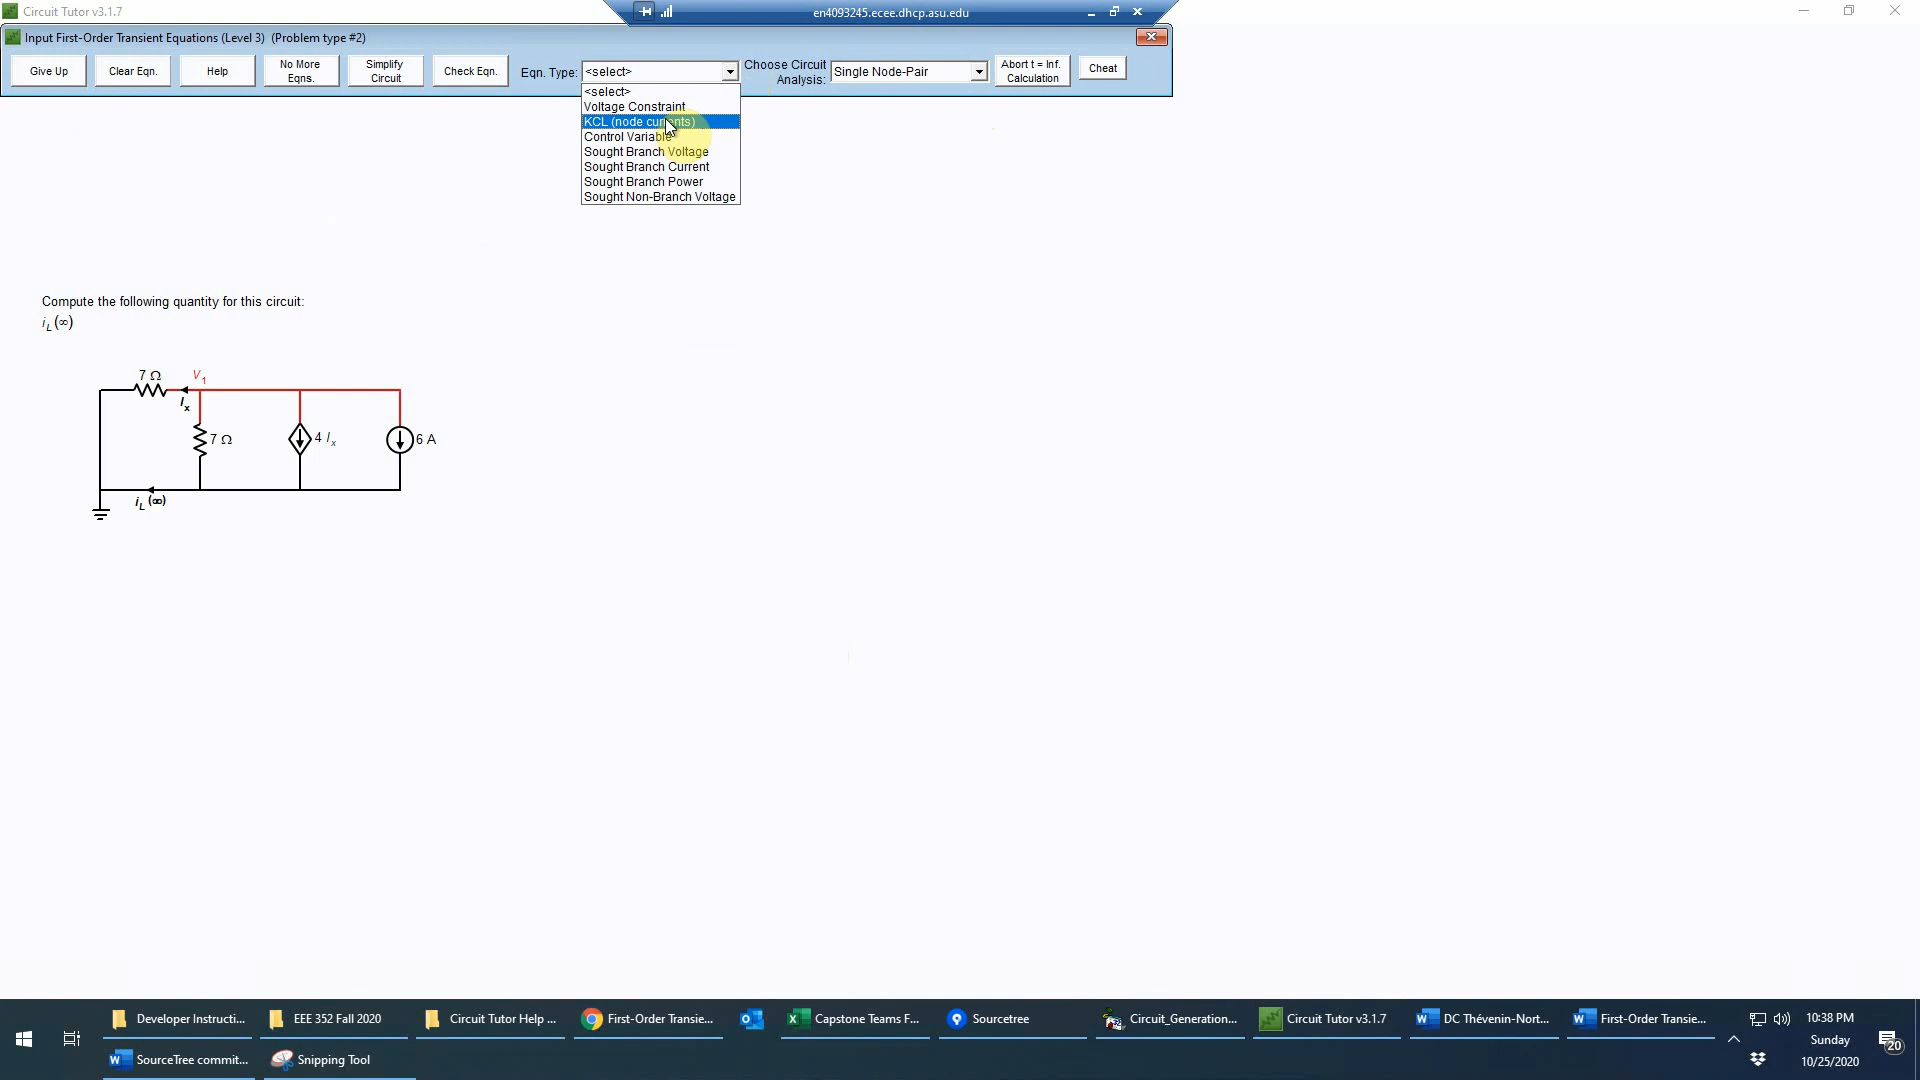 Circuit Tutor v3.1.7
en4093245.ecee.dhcp.asu.edu
Input First-Order Transient Equations (Level 3) (Problem type #2)
Give Up
Clear Eqn.
Help
No More
Eqns.
Simplify
Circuit
Check Eqn.
Eqn. Type:
<select>
Choose Circuit
Analysis:
Single Node-Pair
Abort t = Inf.
Calculation
Cheat
<select>
Voltage Constraint
KCL (node currents)
Control Variable
Sought Branch Voltage
Sought Branch Current
Sought Branch Power
Sought Non-Branch Voltage
Compute the following quantity for this circuit:
iL(∞)
7 Ω
V1
Ix
7 Ω
4 Ix
6 A
iL(∞)
Developer Instructi...
EEE 352 Fall 2020
Circuit Tutor Help ...
First-Order Transie...
Capstone Teams F...
Sourcetree
Circuit_Generation...
Circuit Tutor v3.1.7
DC Thévenin-Nort...
First-Order Transie...
SourceTree commit...
Snipping Tool
10:38 PM
Sunday
10/25/2020
20